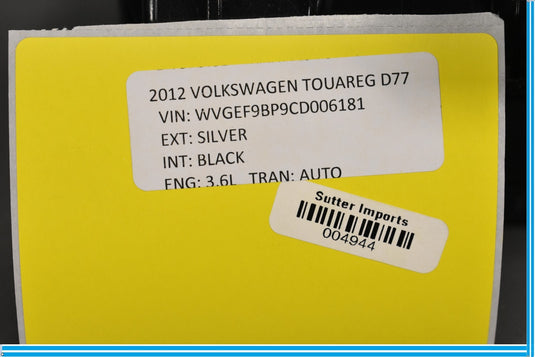 2012 VOLKSWAGEN TOUAREG D77
VIN: WVGEF9BP9CD006181
EXT: SILVER
INT: BLACK
ENG: 3.6L TRAN: AUTO
Sutter Imports
004944